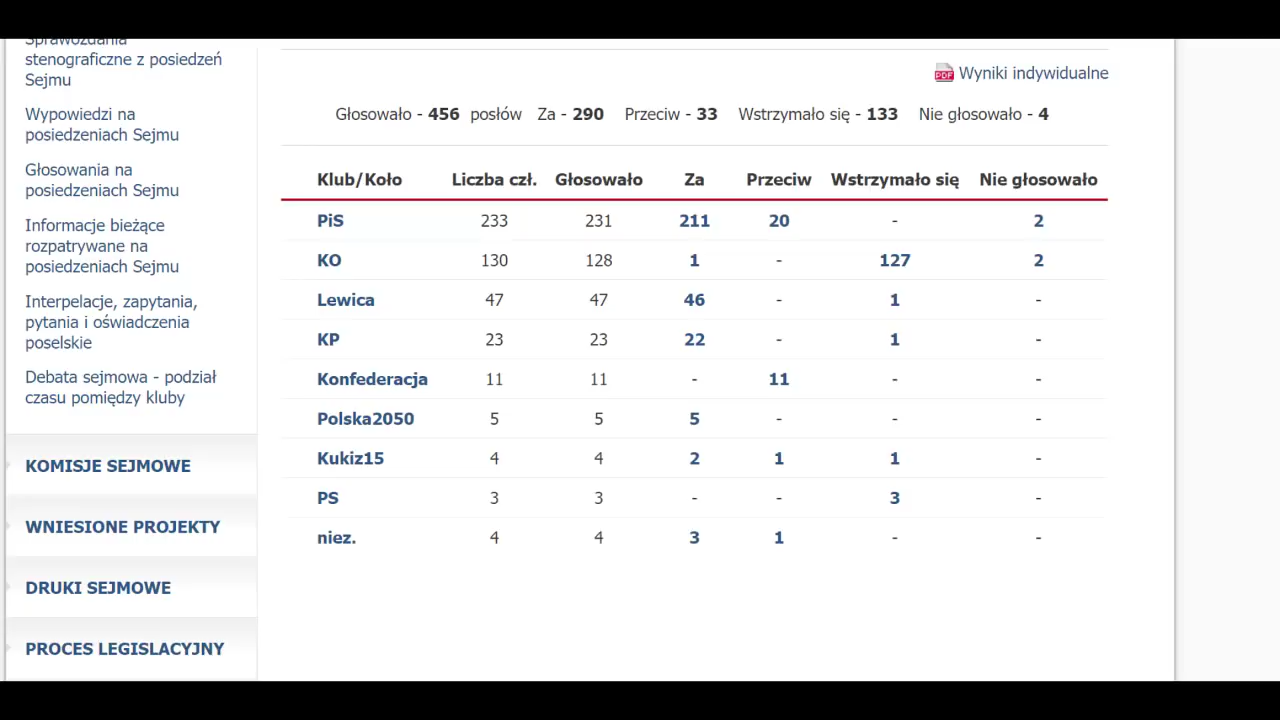 Sprawozdania
stenograficzne z posiedzeń
Sejmu
Wypowiedzi na
posiedzeniach Sejmu
Głosowania na
posiedzeniach Sejmu
Informacje bieżące
rozpatrywane na
posiedzeniach Sejmu
Interpelacje, zapytania,
pytania i oświadczenia
poselskie
Debata sejmowa - podział
czasu pomiędzy kluby
KOMISJE SEJMOWE
WNIESIONE PROJEKTY
DRUKI SEJMOWE
PROCES LEGISLACYJNY
PDF Wyniki indywidualne
Głosowało - 456 posłów Za - 290 Przeciw - 33 Wstrzymało się - 133 Nie głosowało - 4
Klub/Koło Liczba czł. Głosowało Za Przeciw Wstrzymało się Nie głosowało
PiS 233 231 211 20 - 2
KO 130 128 1 - 127 2
Lewica 47 47 46 - 1 -
KP 23 23 22 - 1 -
Konfederacja 11 11 - 11 - -
Polska2050 5 5 5 - - -
Kukiz15 4 4 2 1 1 -
PS 3 3 - - 3 -
niez. 4 4 3 1 - -